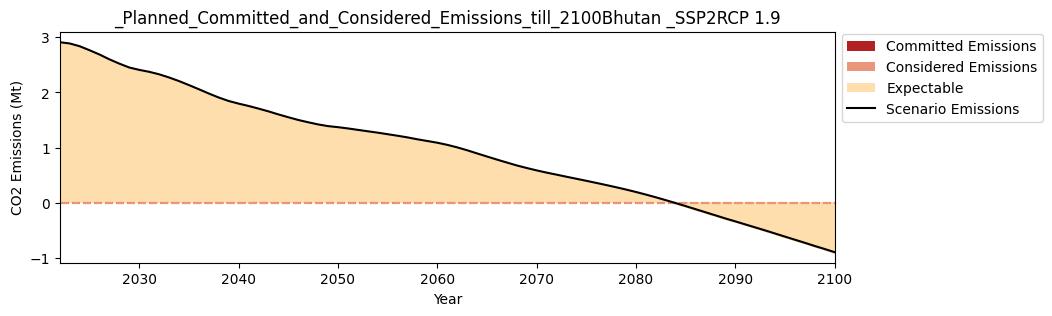 _Planned_Committed_and_Considered_Emissions_till_2100Bhutan _SSP2RCP 1.9
CO2 Emissions (Mt)
3
2
1
0
−1
2030 2040 2050 2060 2070 2080 2090 2100
Year
Committed Emissions
Considered Emissions
Expectable
Scenario Emissions